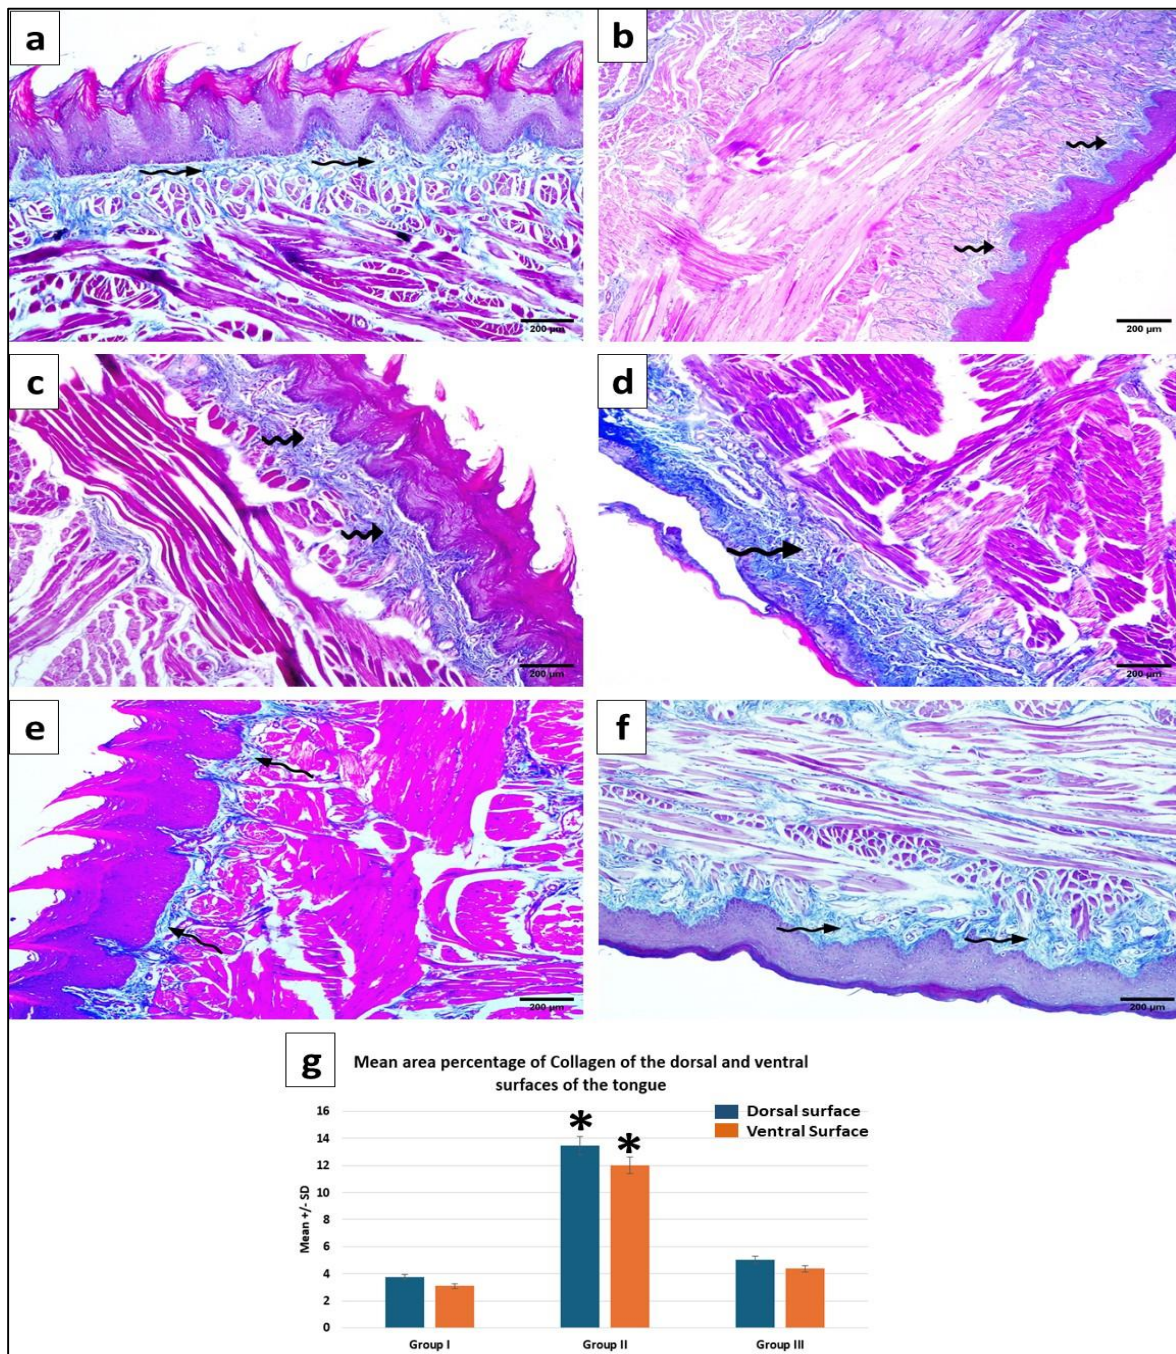 a
b
200 µm
200 µm
c
d
200 µm
200 µm
e
f
200 µm
200 µm
g
Mean area percentage of Collagen of the dorsal and ventral
surfaces of the tongue
Dorsal surface
Ventral Surface
Mean +/- SD
16
14
12
10
8
6
4
2
0
* *
Group I
Group II
Group III